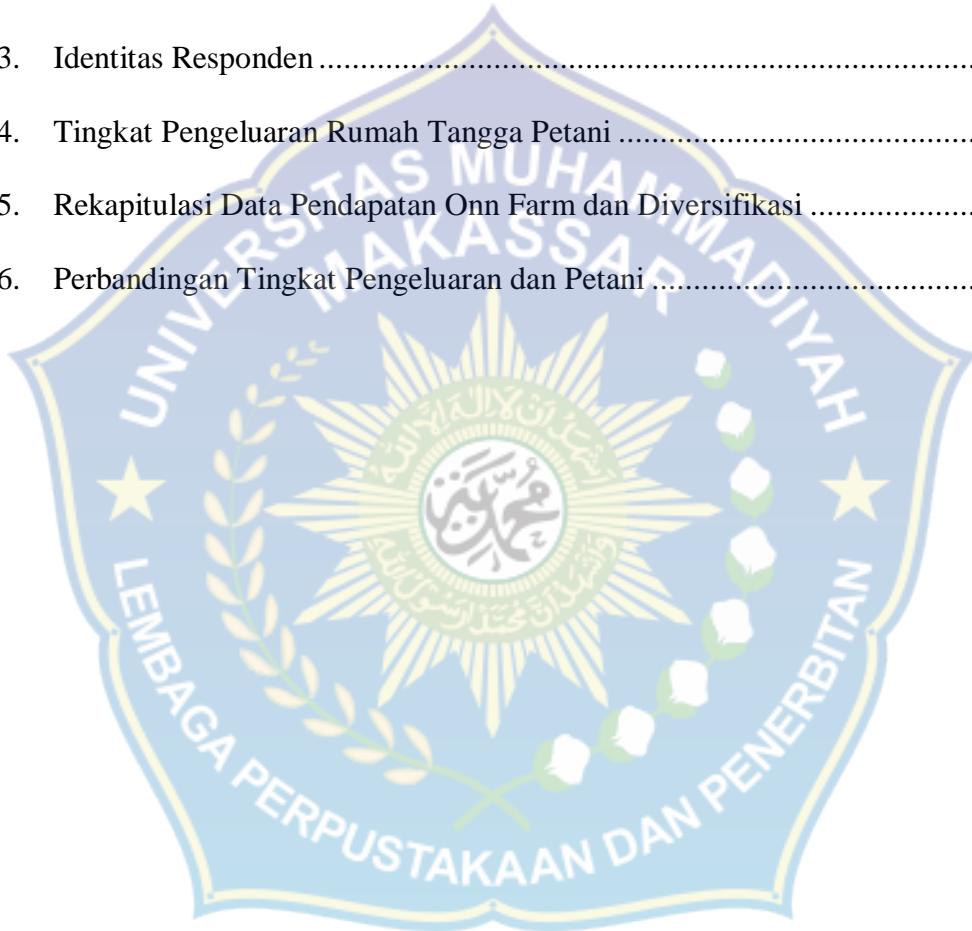 3. Identitas Responden
4. Tingkat Pengeluaran Rumah Tangga Petani
5. Rekapitulasi Data Pendapatan Onn Farm dan Diversifikasi
6. Perbandingan Tingkat Pengeluaran dan Petani
UNIVERSITAS MUHAMMADIYAH
MAKASSAR
LEMBAGA PERPUSTAKAAN DAN PENERBITAN